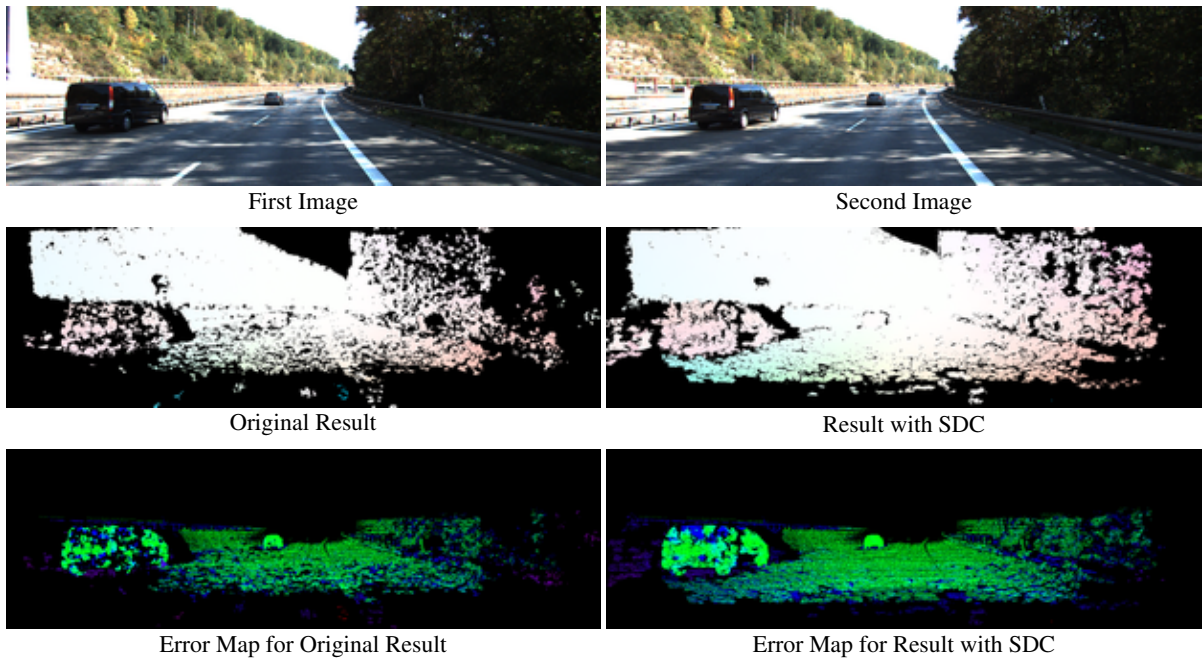 First Image
Second Image
Original Result
Result with SDC
Error Map for Original Result
Error Map for Result with SDC